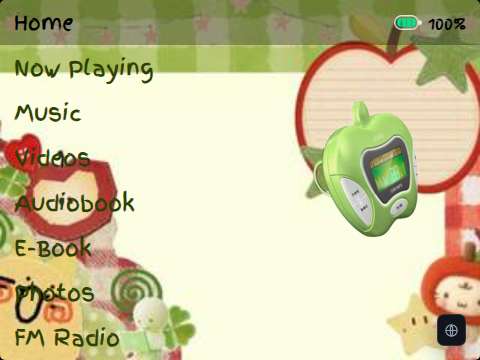 Home
100%
Now Playing
Music
Videos
Audiobook
E-Book
Photos
FM Radio